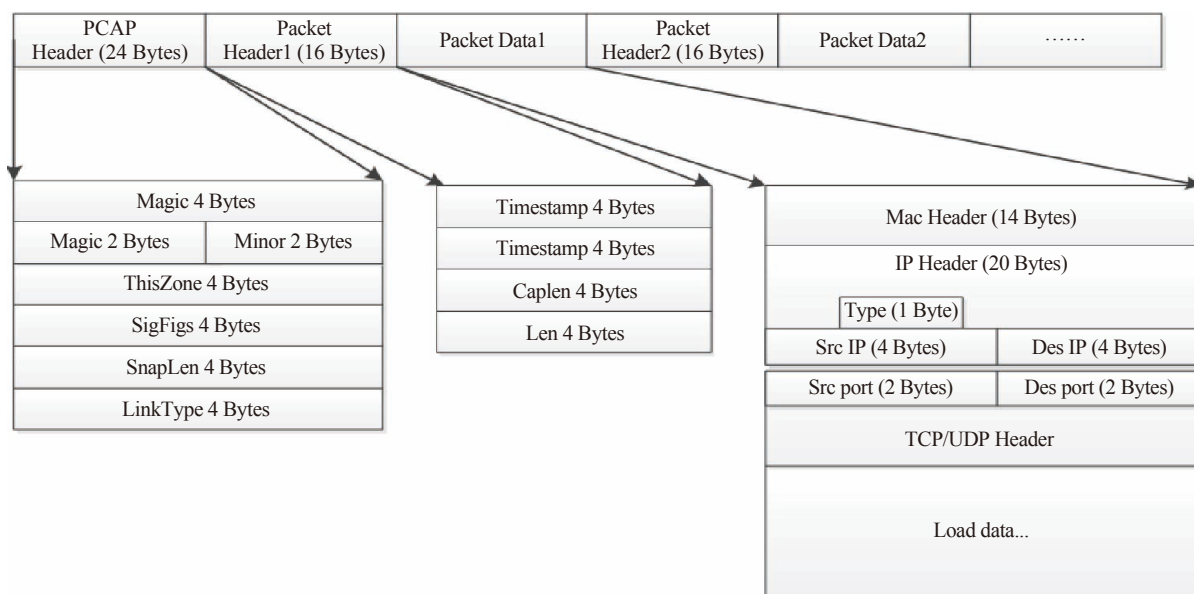 PCAP
Header (24 Bytes)
Packet
Header1 (16 Bytes)
Packet Data1
Packet
Header2 (16 Bytes)
Packet Data2
……
Magic 4 Bytes
Magic 2 Bytes
Minor 2 Bytes
ThisZone 4 Bytes
SigFigs 4 Bytes
SnapLen 4 Bytes
LinkType 4 Bytes
Timestamp 4 Bytes
Timestamp 4 Bytes
Caplen 4 Bytes
Len 4 Bytes
Mac Header (14 Bytes)
IP Header (20 Bytes)
Type (1 Byte)
Src IP (4 Bytes)
Des IP (4 Bytes)
Src port (2 Bytes)
Des port (2 Bytes)
TCP/UDP Header
Load data...